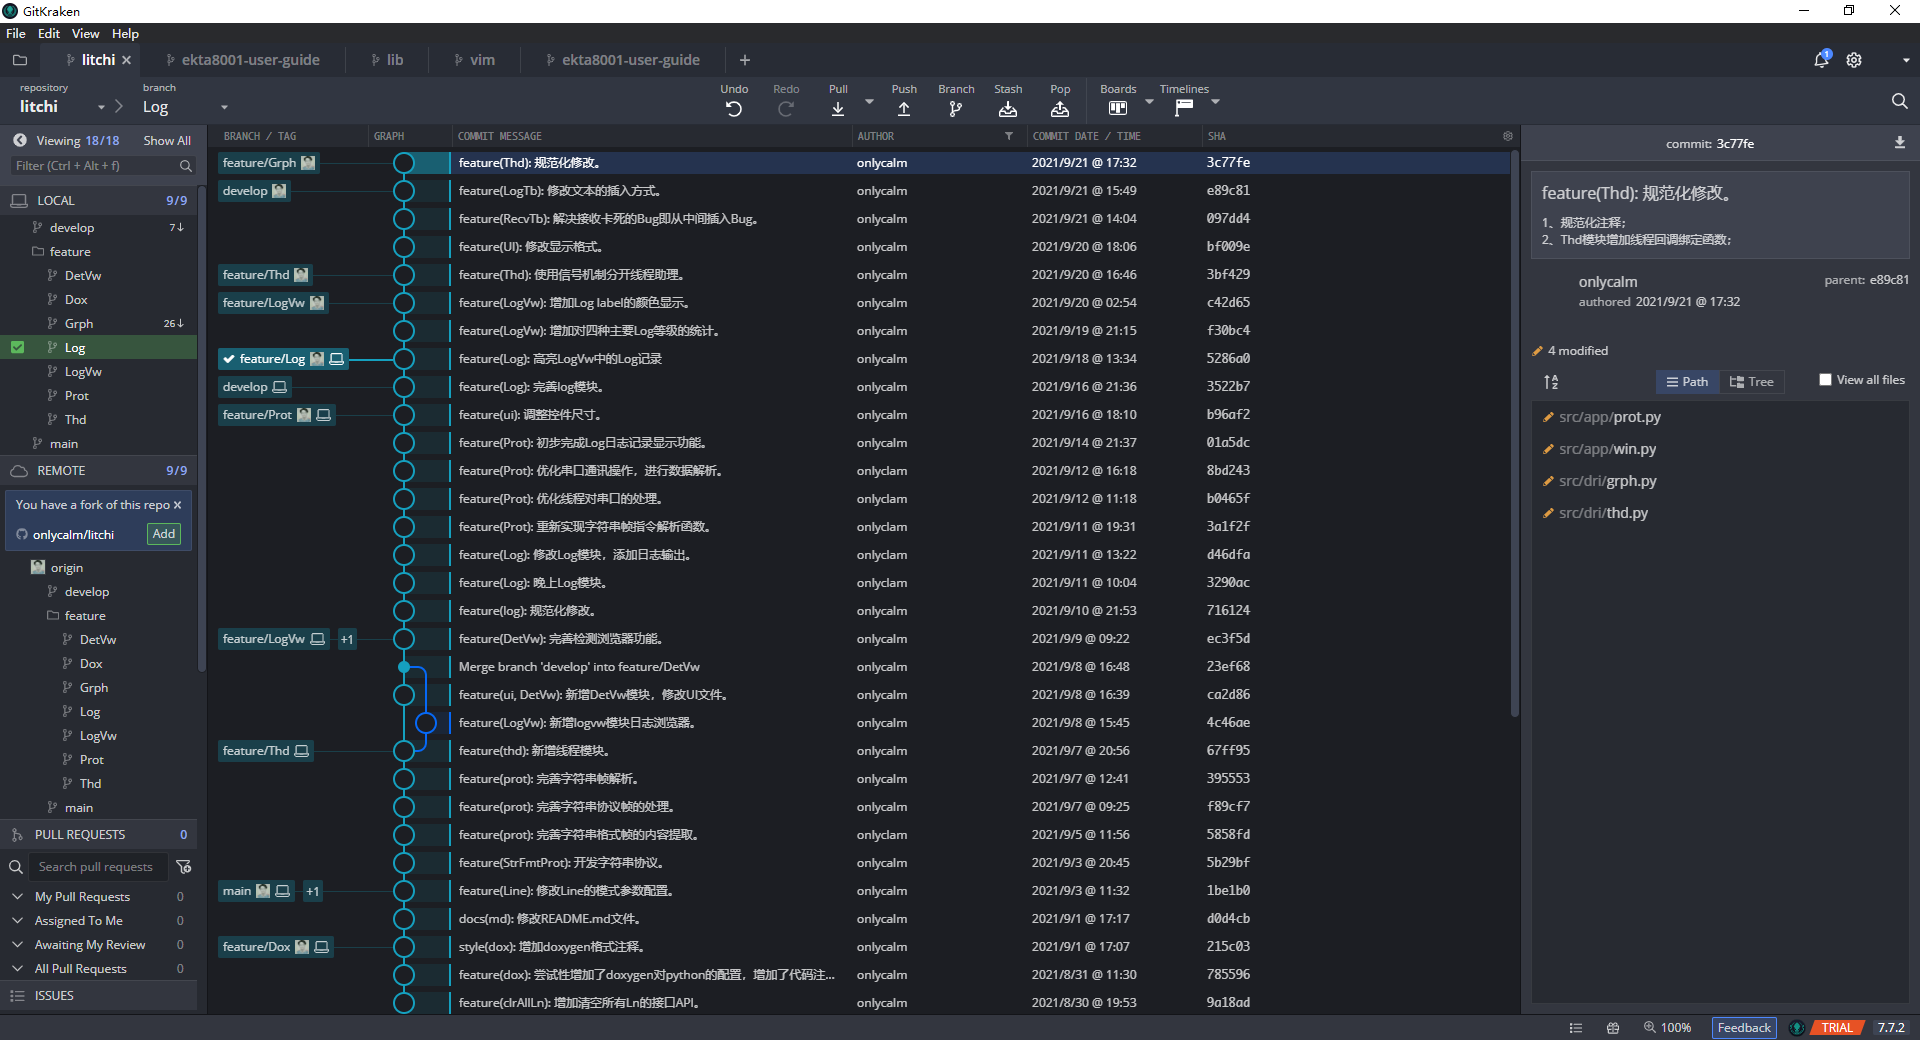 GitKraken
File Edit View Help
litchi ekta8001-user-guide lib vim ekta8001-user-guide +
repository
litchi
branch
Log
Undo Redo Pull Push Branch Stash Pop Boards Timelines
1
Viewing 18/18 Show All
Filter (Ctrl + Alt + f)
LOCAL 9/9
develop 7↓
feature
DetVw
Dox
Grph 26↓
Log
LogVw
Prot
Thd
main
REMOTE 9/9
You have a fork of this repo
onlycalm/litchi Add
origin
develop
feature
DetVw
Dox
Grph
Log
LogVw
Prot
Thd
main
PULL REQUESTS 0
Search pull requests
My Pull Requests 0
Assigned To Me 0
Awaiting My Review 0
All Pull Requests 0
ISSUES
BRANCH / TAG GRAPH COMMIT MESSAGE AUTHOR COMMIT DATE / TIME SHA
feature/Grph feature(Thd): 规范化修改。 onlycalm 2021/9/21 @ 17:32 3c77fe
develop feature(LogTb): 修改文本的插入方式。 onlycalm 2021/9/21 @ 15:49 e89c81
feature(RecvTb): 解决接收卡死的Bug即从中间插入Bug。 onlycalm 2021/9/21 @ 14:04 097dd4
feature(UI): 修改显示格式。 onlycalm 2021/9/20 @ 18:06 bf009e
feature/Thd feature(Thd): 使用信号机制分开线程助理。 onlycalm 2021/9/20 @ 16:46 3bf429
feature/LogVw feature(LogVw): 增加Log label的颜色显示。 onlycalm 2021/9/20 @ 02:54 c42d65
feature(LogVw): 增加对四种主要Log等级的统计。 onlycalm 2021/9/19 @ 21:15 f30bc4
feature/Log feature(Log): 高亮LogVw中的Log记录 onlycalm 2021/9/18 @ 13:34 5286a0
develop feature(Log): 完善log模块。 onlycalm 2021/9/16 @ 21:36 3522b7
feature/Prot feature(ui): 调整控件尺寸。 onlycalm 2021/9/16 @ 18:10 b96af2
feature(Prot): 初步完成Log日志记录显示功能。 onlycalm 2021/9/14 @ 21:37 01a5dc
feature(Prot): 优化串口通讯操作，进行数据解析。 onlyclam 2021/9/12 @ 16:18 8bd243
feature(Prot): 优化线程对串口的处理。 onlyclam 2021/9/12 @ 11:18 b0465f
feature(Prot): 重新实现字符串帧指令解析函数。 onlyclam 2021/9/11 @ 19:31 3a1f2f
feature(Log): 修改Log模块，添加日志输出。 onlyclam 2021/9/11 @ 13:22 d46dfa
feature(Log): 晚上Log模块。 onlyclam 2021/9/11 @ 10:04 3290ac
feature(log): 规范化修改。 onlycalm 2021/9/10 @ 21:53 716124
feature/LogVw +1 feature(DetVw): 完善检测浏览器功能。 onlycalm 2021/9/9 @ 09:22 ec3f5d
Merge branch 'develop' into feature/DetVw onlycalm 2021/9/8 @ 16:48 23ef68
feature(ui, DetVw): 新增DetVw模块，修改UI文件。 onlycalm 2021/9/8 @ 16:39 ca2d86
feature(LogVw): 新增logvw模块日志浏览器。 onlycalm 2021/9/8 @ 15:45 4c46ae
feature/Thd feature(thd): 新增线程模块。 onlycalm 2021/9/7 @ 20:56 67ff95
feature(prot): 完善字符串帧解析。 onlycalm 2021/9/7 @ 12:41 395553
feature(prot): 完善字符串协议帧的处理。 onlycalm 2021/9/7 @ 09:25 f89cf7
feature(prot): 完善字符串格式帧的内容提取。 onlyclam 2021/9/5 @ 11:56 5858fd
feature(StrFmtProt): 开发字符串协议。 onlycalm 2021/9/3 @ 20:45 5b29bf
main +1 feature(Line): 修改Line的模式参数配置。 onlycalm 2021/9/3 @ 11:32 1be1b0
docs(md): 修改README.md文件。 onlycalm 2021/9/1 @ 17:17 d0d4cb
feature/Dox style(dox): 增加doxygen格式注释。 onlycalm 2021/9/1 @ 17:07 215c03
feature(dox): 尝试性增加了doxygen对python的配置，增加了代码注... onlycalm 2021/8/31 @ 11:30 785596
feature(clrAllLn): 增加清空所有Ln的接口API。 onlycalm 2021/8/30 @ 19:53 9a18ad
commit: 3c77fe
feature(Thd): 规范化修改。
1、规范化注释；
2、Thd模块增加线程回调绑定函数；
onlycalm parent: e89c81
authored 2021/9/21 @ 17:32
4 modified
Path Tree View all files
src/app/prot.py
src/app/win.py
src/dri/grph.py
src/dri/thd.py
100% Feedback TRIAL 7.7.2